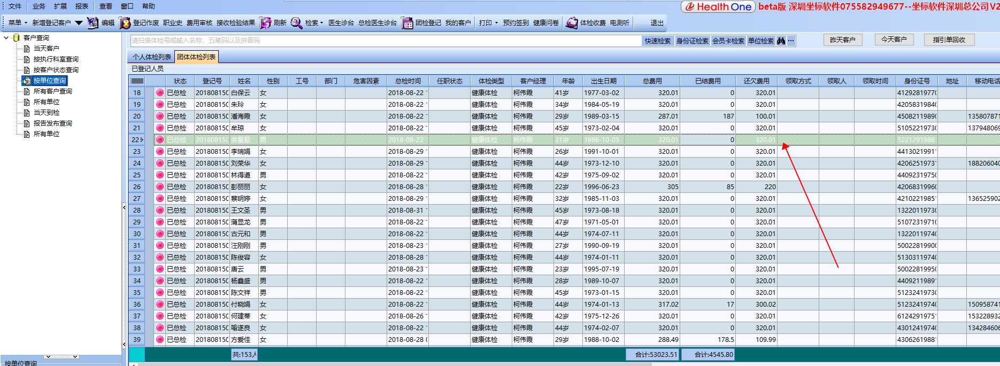 文件 业务 扩展 报表 查看 窗口 帮助
Health One beta版 深圳坐标软件075582949677--坐标软件深圳总公司V2
菜单 新增登记客户 编辑 登记作废 职业史 费用审核 接收检验结果 刷新 检索 医生诊台 总检医生诊台 团检登记 我的客户 打印 预约签到 健康问卷 体检收费 电测听 退出
客户查询
当天客户
按执行科室查询
按客户状态查询
按单位查询
所有客户查询
所有单位
当天到检
报告发布查询
所有单位
按单位查询
请扫描体检号或输入名称，五笔码以及拼音码 快速检索 身份证检索 会员卡检索 单位检索 ... 昨天客户 今天客户 指引单回收
个人体检列表 团体体检列表
已登记人员
状态 登记号 姓名 性别 工号 部门 危害因素 总检时间 任职状态 体检类型 客户经理 年龄 出生日期 总费用 已结费用 还欠费用 领取方式 领取人 领取时间 身份证号 地址 移动电话
18 已总检 20180815 白保云 女 2018-08-22 健康体检 柯伟霞 41岁 1977-03-02 320.01 0 320.01 4129281977
19 已总检 20180815 朱玲 女 2018-08-22 健康体检 柯伟霞 34岁 1984-05-19 320.01 0 320.01 4205831984
20 已总检 20180815 潘海霞 女 2018-08-22 健康体检 柯伟霞 29岁 1989-03-15 287.01 187 100.01 4508211989 13580787
21 已总检 20180815 牟琼 女 2018-08-22 健康体检 柯伟霞 45岁 1973-02-04 320.01 0 320.01 5105221973 13794806
22 已总检 20180815 余星星 男 2018-08-22 健康体检 柯伟霞 31岁 1986-10-05 320.01 0 320.01 5221291986
23 已总检 20180815 李瑞娟 女 2018-08-29 健康体检 柯伟霞 26岁 1991-10-01 320.01 0 320.01 4413021991
24 已总检 20180815 刘荣华 女 2018-08-29 健康体检 柯伟霞 44岁 1973-12-10 320.01 0 320.01 4206251973 18820604
25 已总检 20180815 林得遒 男 2018-08-29 健康体检 柯伟霞 42岁 1975-09-02 320.01 0 320.01 4409231975
26 已总检 20180815 彭丽丽 女 2018-08-28 健康体检 柯伟霞 22岁 1996-06-23 305 85 220 4206831996
27 已总检 20180815 蔡明婷 女 2018-08-29 健康体检 柯伟霞 32岁 1985-11-03 320.01 0 320.01 4210221985 13652590
28 已总检 20180815 王文圣 男 2018-08-31 健康体检 柯伟霞 45岁 1973-08-18 320.01 0 320.01 1322011973
29 已总检 20180815 蒲显龙 男 2018-08-22 健康体检 柯伟霞 47岁 1971-05-01 320.01 0 320.01 5107231971
30 已总检 20180815 古元和 男 2018-08-22 健康体检 柯伟霞 44岁 1974-07-11 320.01 0 320.01 1322011974
31 已总检 20180815 汪刚刚 男 2018-08-23 健康体检 柯伟霞 27岁 1990-09-19 320.01 0 320.01 5002281990
32 已总检 20180815 陈俊容 女 2018-08-28 健康体检 柯伟霞 44岁 1974-01-11 320.01 0 320.01 5130311974
33 已总检 20180815 唐云 男 2018-08-23 健康体检 柯伟霞 23岁 1995-07-19 320.01 0 320.01 5002281995
34 已总检 20180815 杨鑫盛 男 2018-08-22 健康体检 柯伟霞 28岁 1989-10-07 320.01 0 320.01 4409211989
35 已总检 20180815 陈文祥 男 2018-08-22 健康体检 柯伟霞 45岁 1973-01-15 320.01 0 320.01 5123241973
36 已总检 20180815 付晓娟 女 2018-08-22 健康体检 柯伟霞 44岁 1974-01-13 317.02 17 300.02 5123241974 15095874
37 已总检 20180815 何建蒂 女 2018-08-26 健康体检 柯伟霞 42岁 1975-12-26 320.01 0 320.01 6124291975 15322893
38 已总检 20180815 喻遂良 女 2018-08-22 健康体检 柯伟霞 44岁 1974-02-07 320.01 0 320.01 4301241974 13428460
39 已总检 20180815 方爱佳 女 2018-08-28 健康体检 柯伟霞 29岁 1988-10-02 288.49 178.5 109.99 4306261988
共:153人 合计:53023.51 合计:4545.80